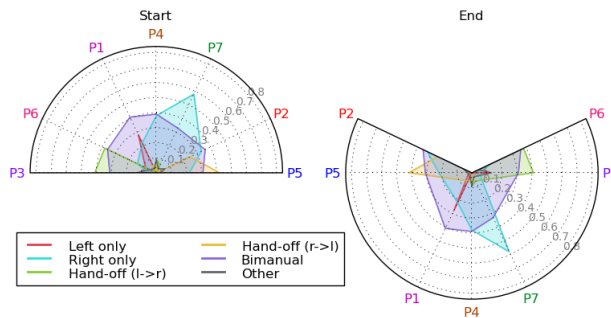 Start
End
P4
P1
P7
P6
P2
P3
P5
0.1
0.2
0.3
0.4
0.5
0.6
0.7
0.8
P2
P6
P5
P
P1
P7
P4
0.1
0.2
0.3
0.4
0.5
0.6
0.7
0.8
Left only
Right only
Hand-off (l->r)
Hand-off (r->l)
Bimanual
Other